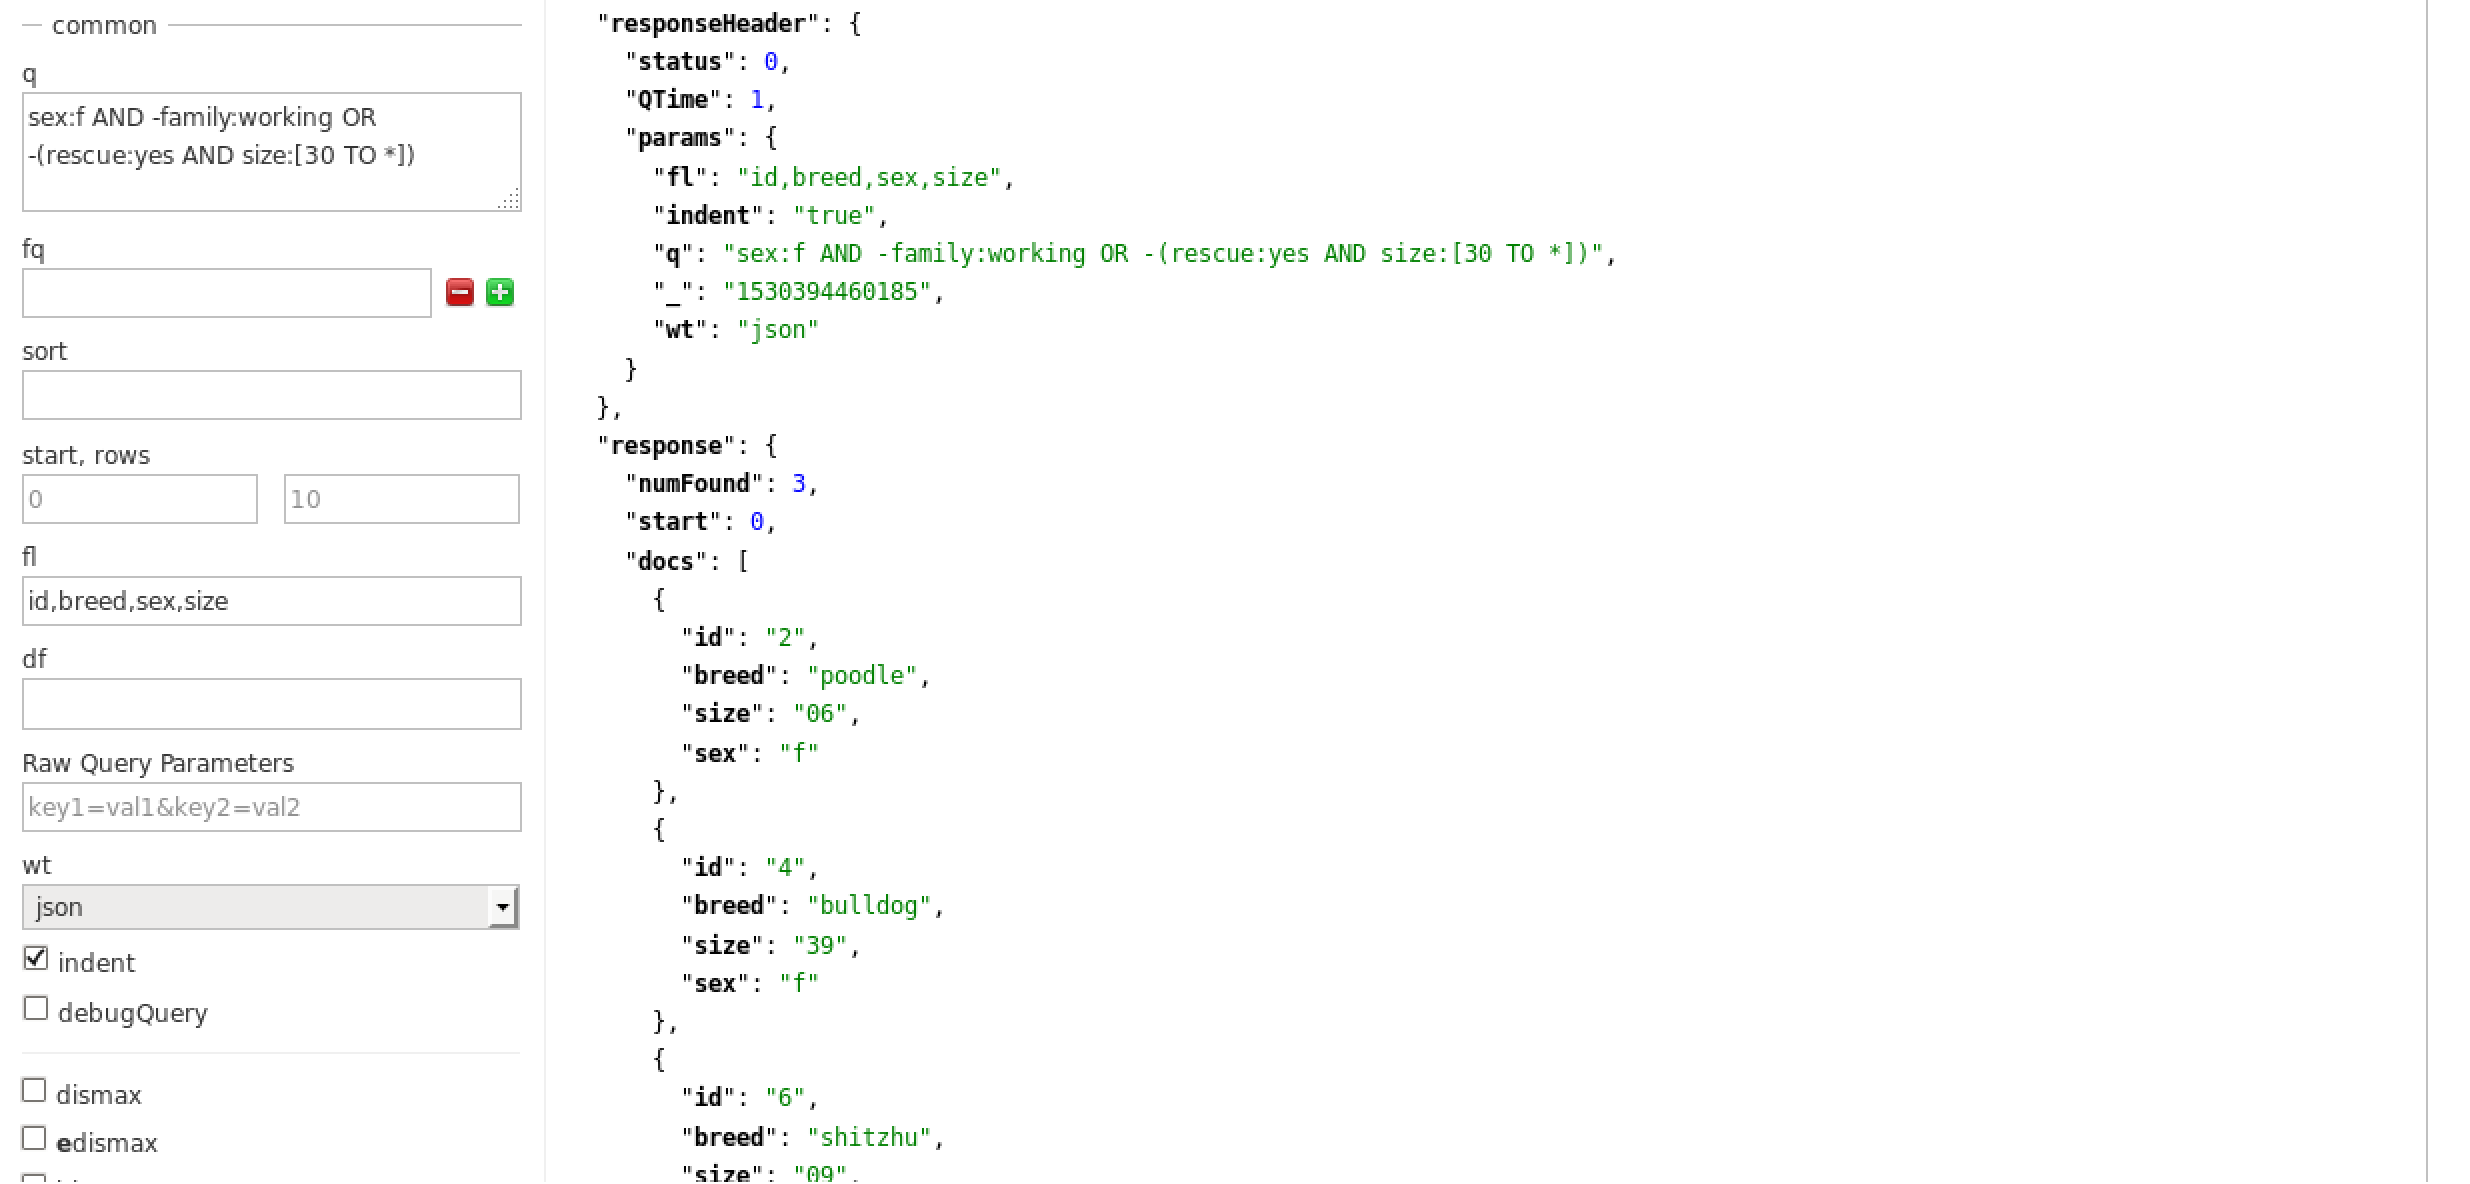 common
q
sex:f AND -family:working OR
-(rescue:yes AND size:[30 TO *])
fq
sort
start, rows
0
10
fl
id,breed,sex,size
df
Raw Query Parameters
key1=val1&key2=val2
wt
json
indent
debugQuery
dismax
edismax
"responseHeader": {
"status": 0,
"QTime": 1,
"params": {
"fl": "id,breed,sex,size",
"indent": "true",
"q": "sex:f AND -family:working OR -(rescue:yes AND size:[30 TO *])",
"_": "1530394460185",
"wt": "json"
}
},
"response": {
"numFound": 3,
"start": 0,
"docs": [
{
"id": "2",
"breed": "poodle",
"size": "06",
"sex": "f"
},
{
"id": "4",
"breed": "bulldog",
"size": "39",
"sex": "f"
},
{
"id": "6",
"breed": "shitzhu",
"size": "09",